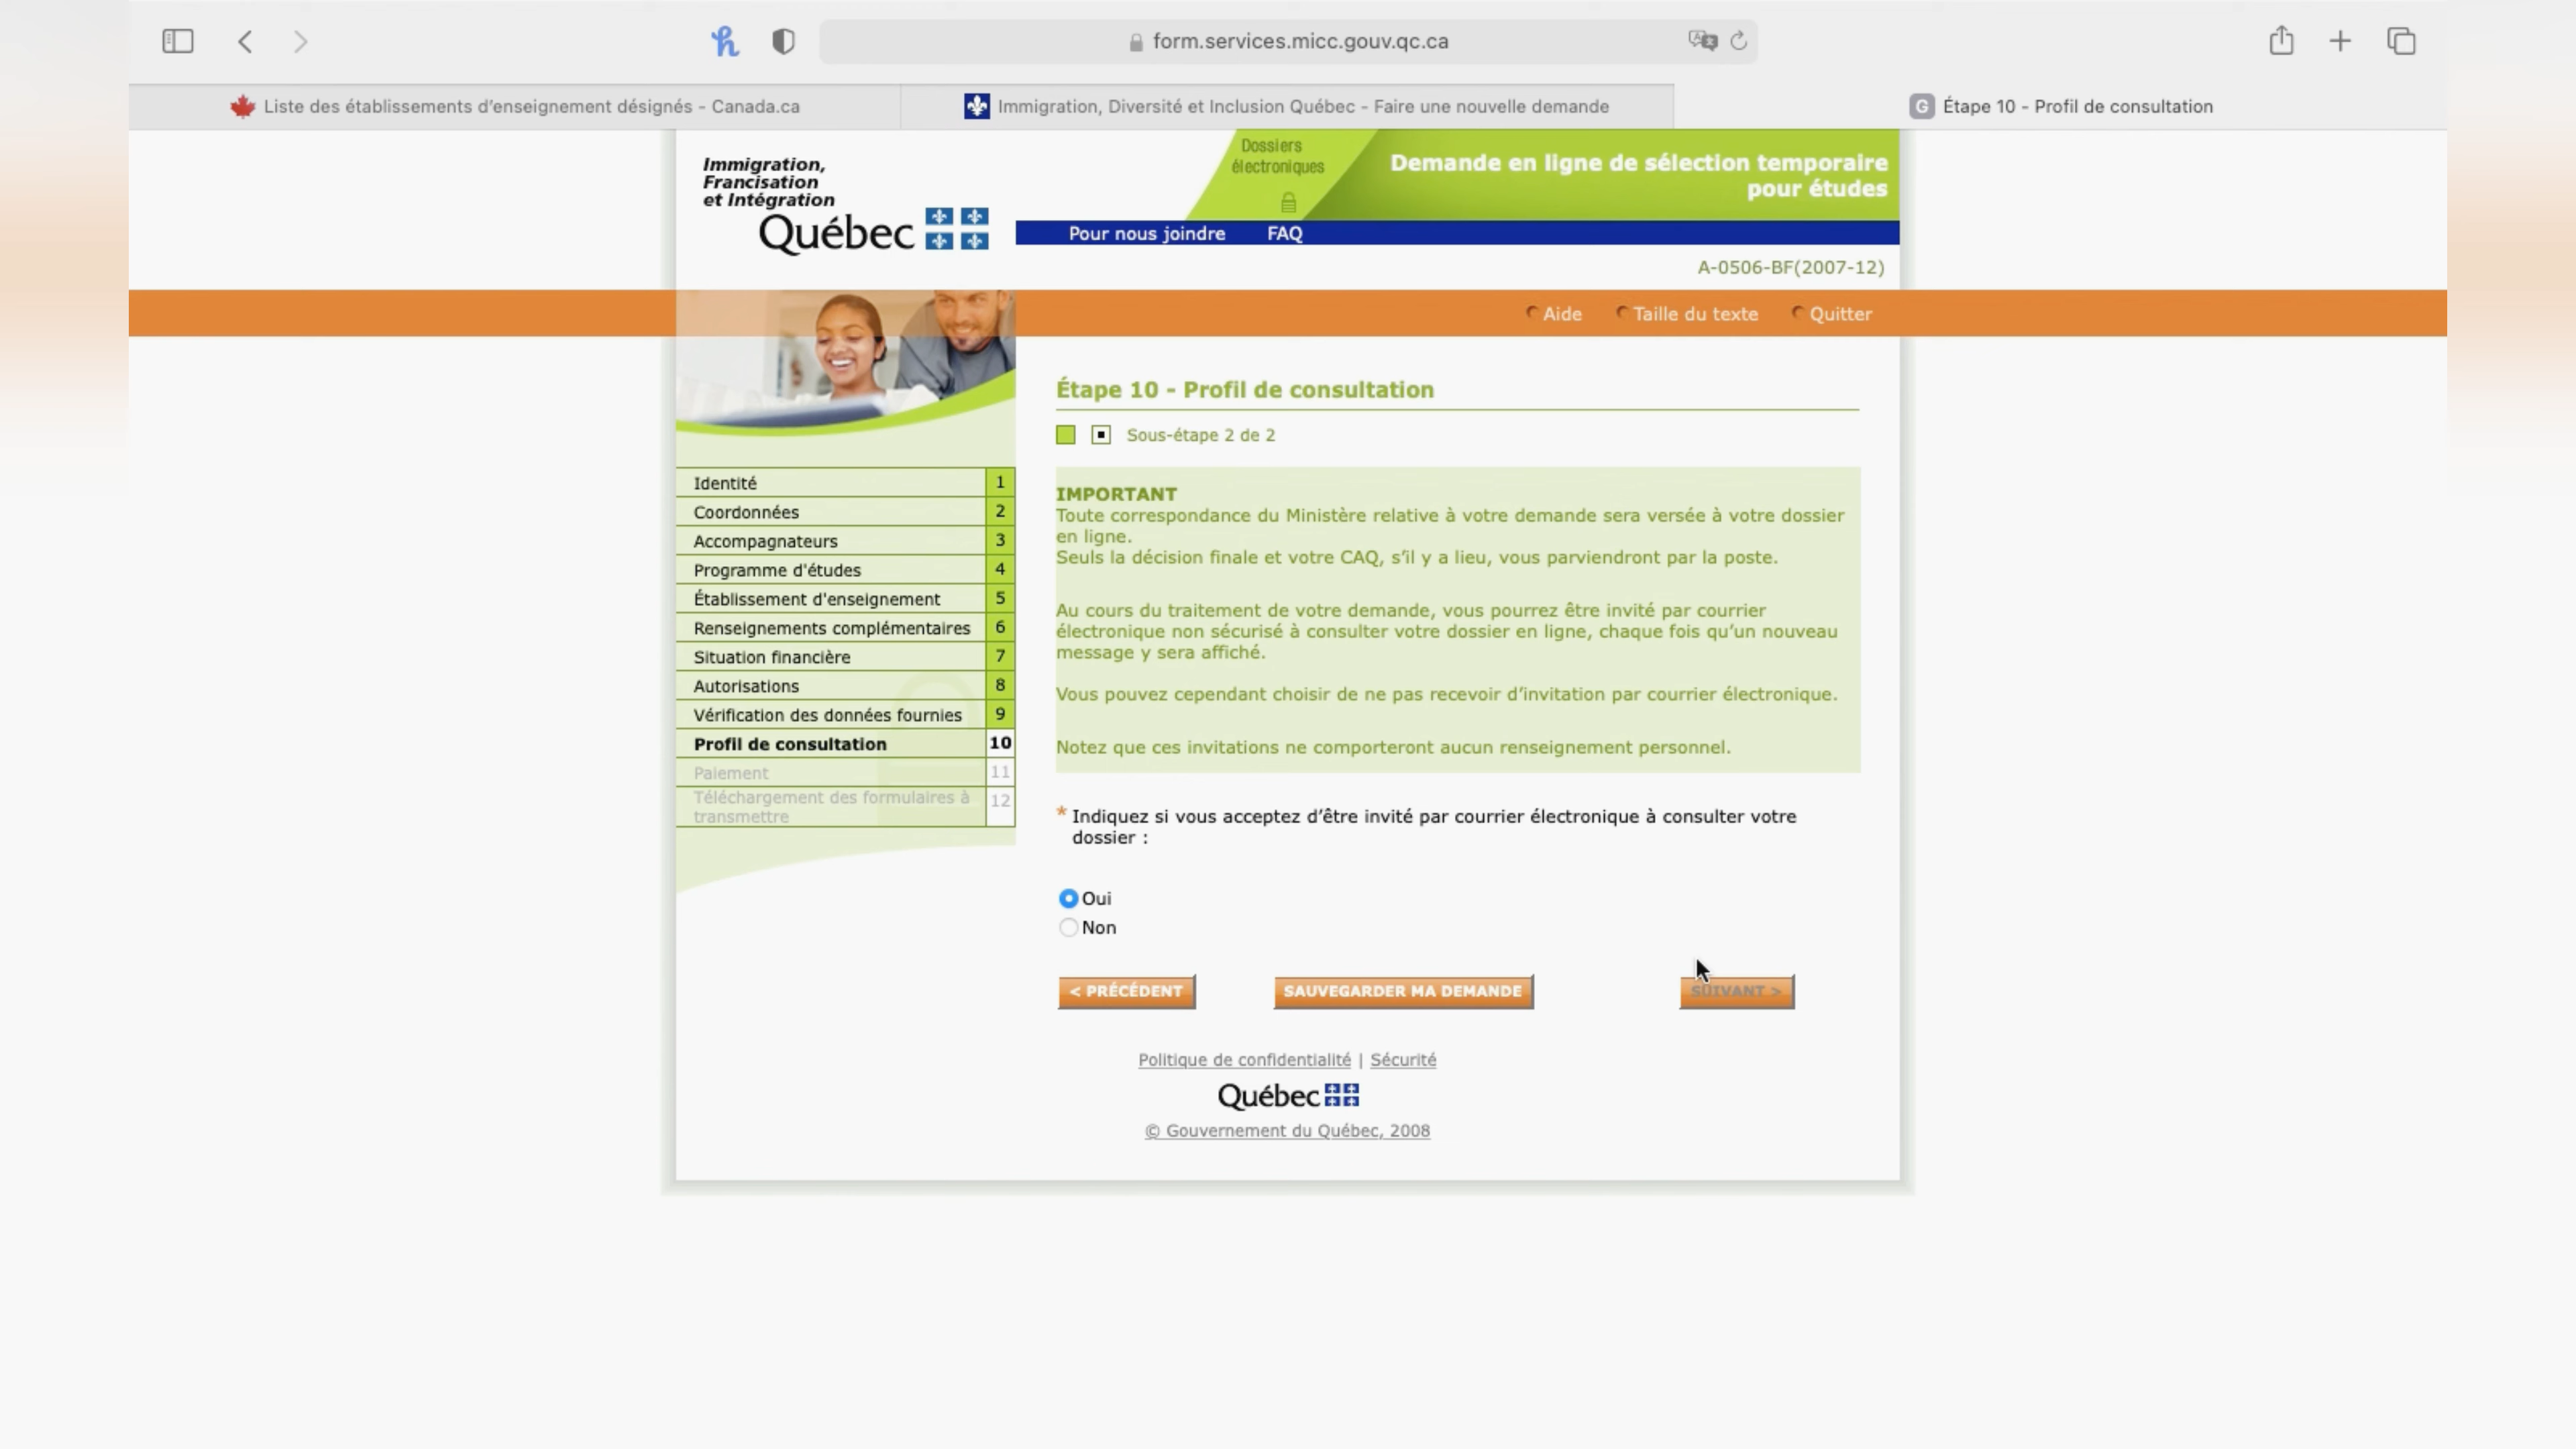 form.services.micc.gouv.qc.ca
Liste des établissements d'enseignement désignés - Canada.ca
Immigration, Diversité et Inclusion Québec - Faire une nouvelle demande
G Étape 10 - Profil de consultation
Immigration,
Francisation
et Intégration
Québec
Dossiers
électroniques
Demande en ligne de sélection temporaire
pour études
Pour nous joindre FAQ
A-0506-BF(2007-12)
Aide Taille du texte Quitter
Étape 10 - Profil de consultation
Sous-étape 2 de 2
Identité 1
Coordonnées 2
Accompagnateurs 3
Programme d'études 4
Établissement d'enseignement 5
Renseignements complémentaires 6
Situation financière 7
Autorisations 8
Vérification des données fournies 9
Profil de consultation 10
Paiement 11
Téléchargement des formulaires à 12
transmettre
IMPORTANT
Toute correspondance du Ministère relative à votre demande sera versée à votre dossier
en ligne.
Seuls la décision finale et votre CAQ, s'il y a lieu, vous parviendront par la poste.
Au cours du traitement de votre demande, vous pourrez être invité par courrier
électronique non sécurisé à consulter votre dossier en ligne, chaque fois qu'un nouveau
message y sera affiché.
Vous pouvez cependant choisir de ne pas recevoir d'invitation par courrier électronique.
Notez que ces invitations ne comporteront aucun renseignement personnel.
* Indiquez si vous acceptez d'être invité par courrier électronique à consulter votre
dossier :
Oui
Non
< PRÉCÉDENT SAUVEGARDER MA DEMANDE SUIVANT >
Politique de confidentialité | Sécurité
Québec
© Gouvernement du Québec, 2008